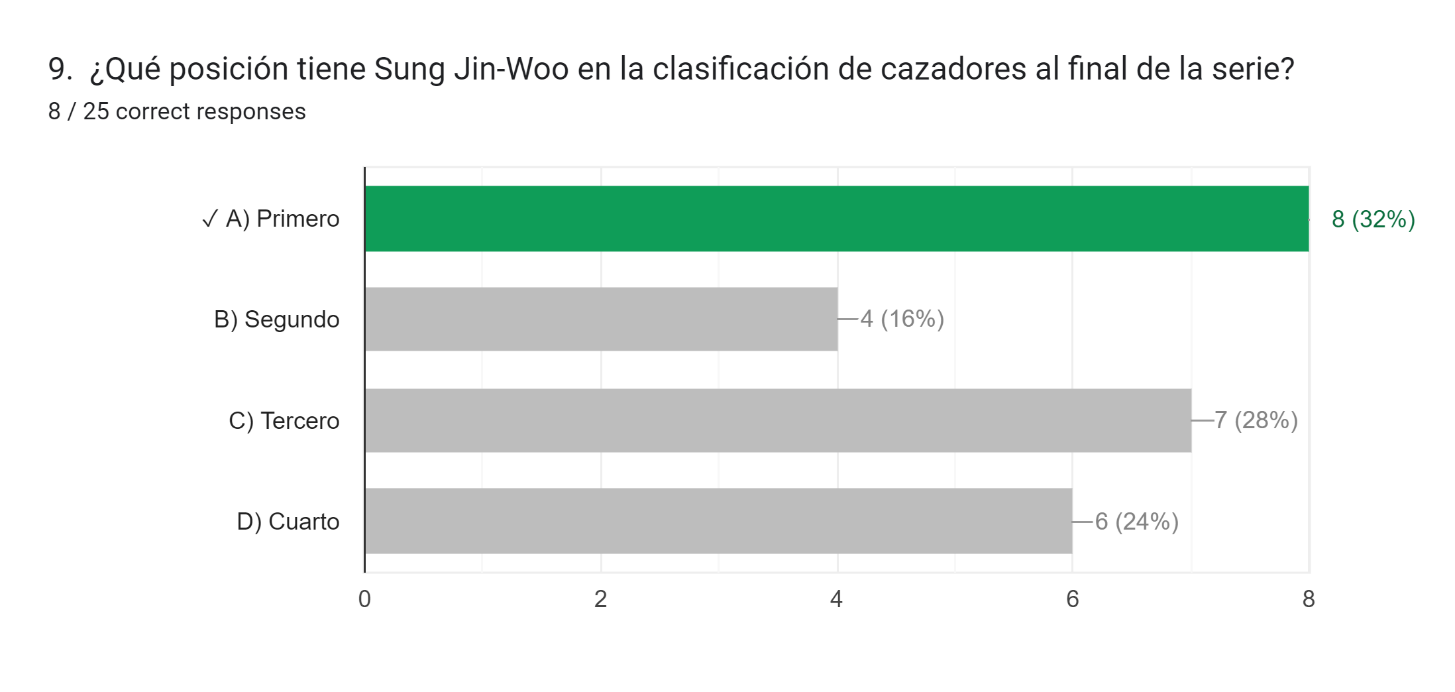 9. ¿Qué posición tiene Sung Jin-Woo en la clasificación de cazadores al final de la serie?
8 / 25 correct responses
✓ A) Primero
8 (32%)
B) Segundo
4 (16%)
C) Tercero
7 (28%)
D) Cuarto
6 (24%)
0 2 4 6 8